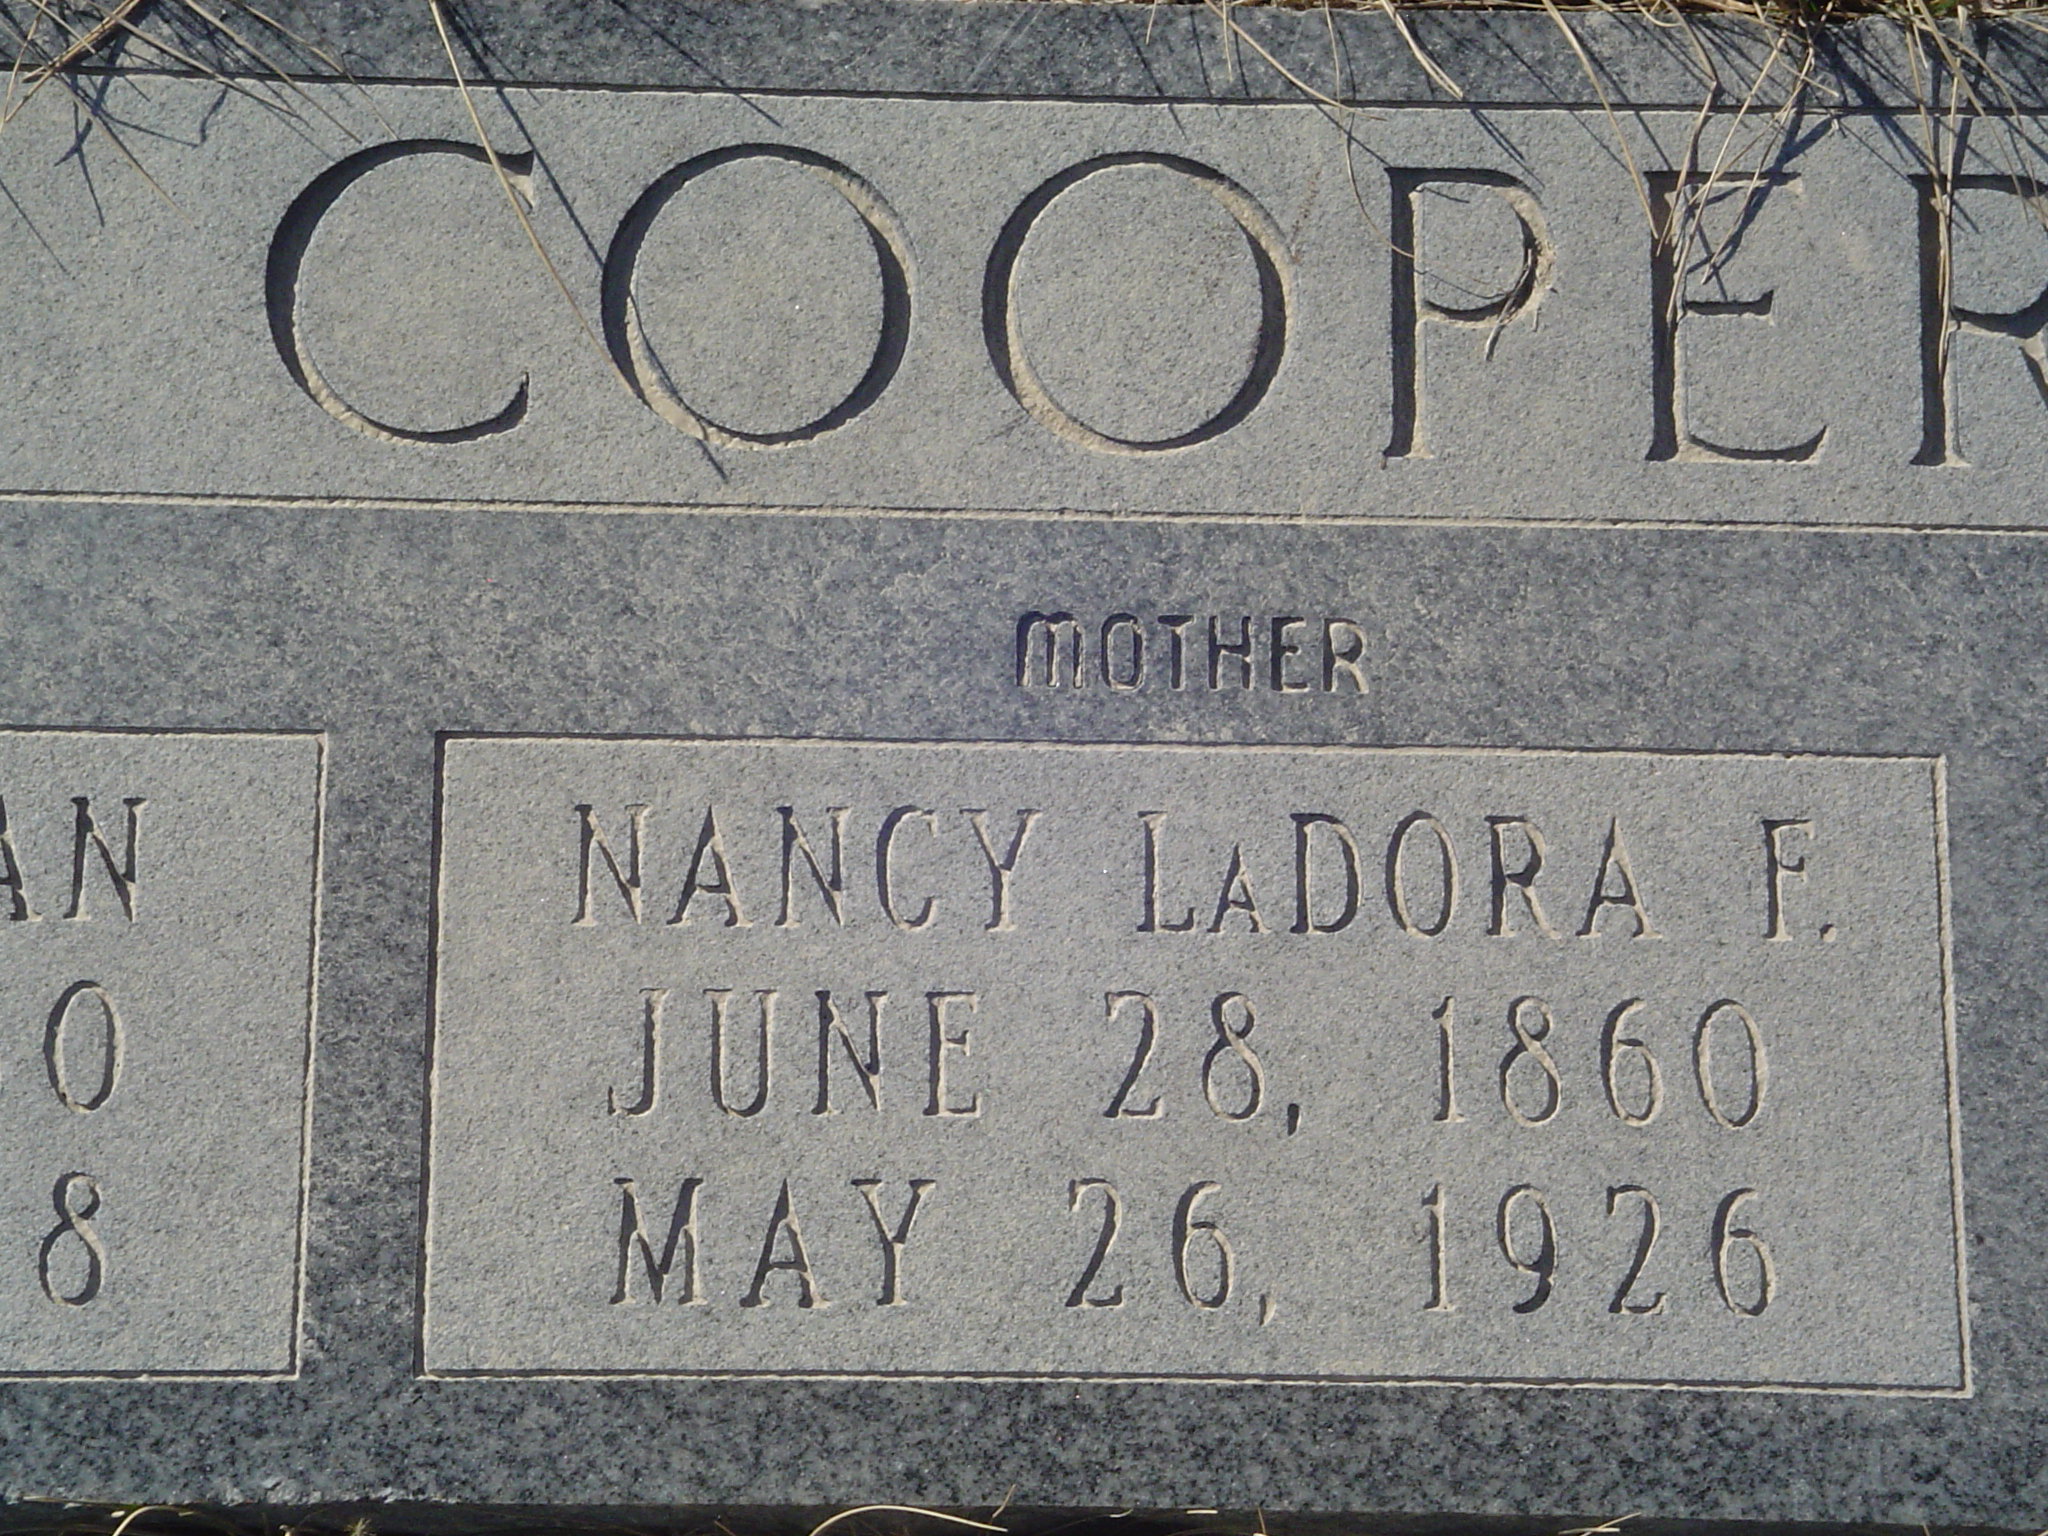 COOPER
MOTHER
NANCY LADORA F.
JUNE 28, 1860
MAY 26, 1926